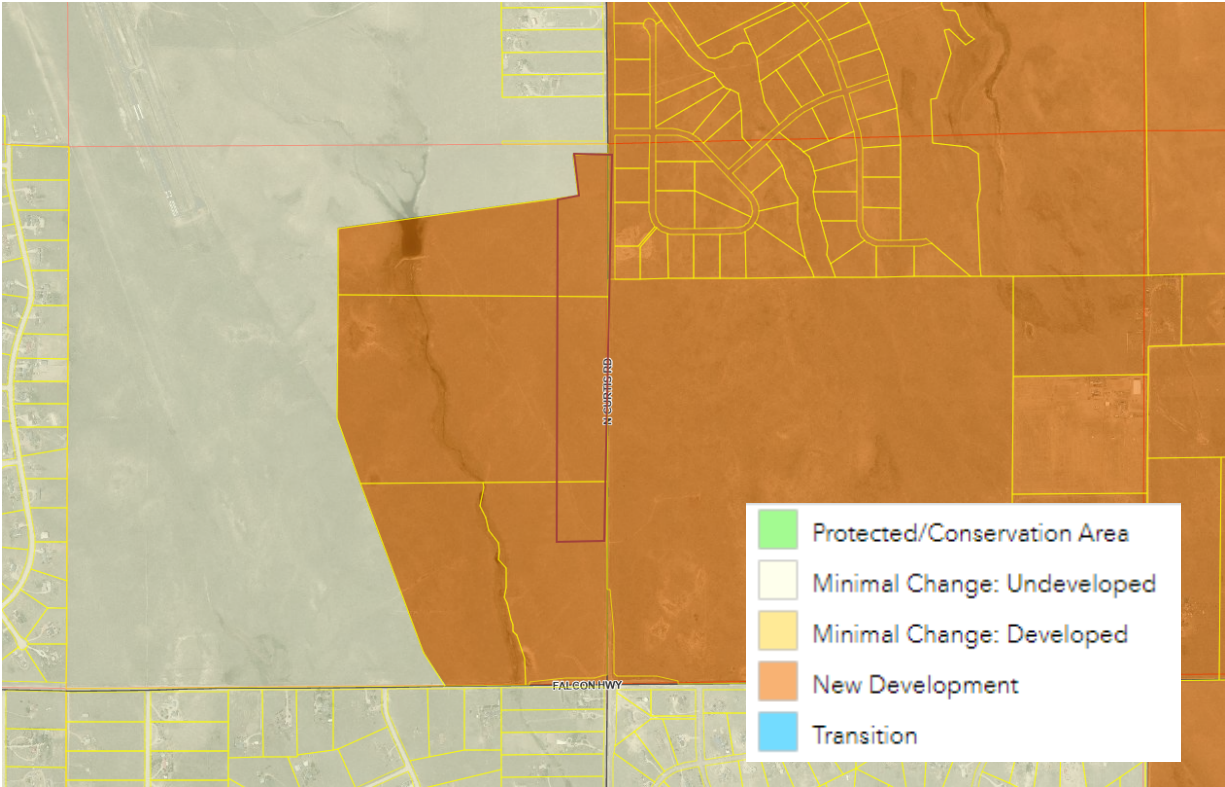 N CURTIS RD
FALCON HWY
Protected/Conservation Area
Minimal Change: Undeveloped
Minimal Change: Developed
New Development
Transition